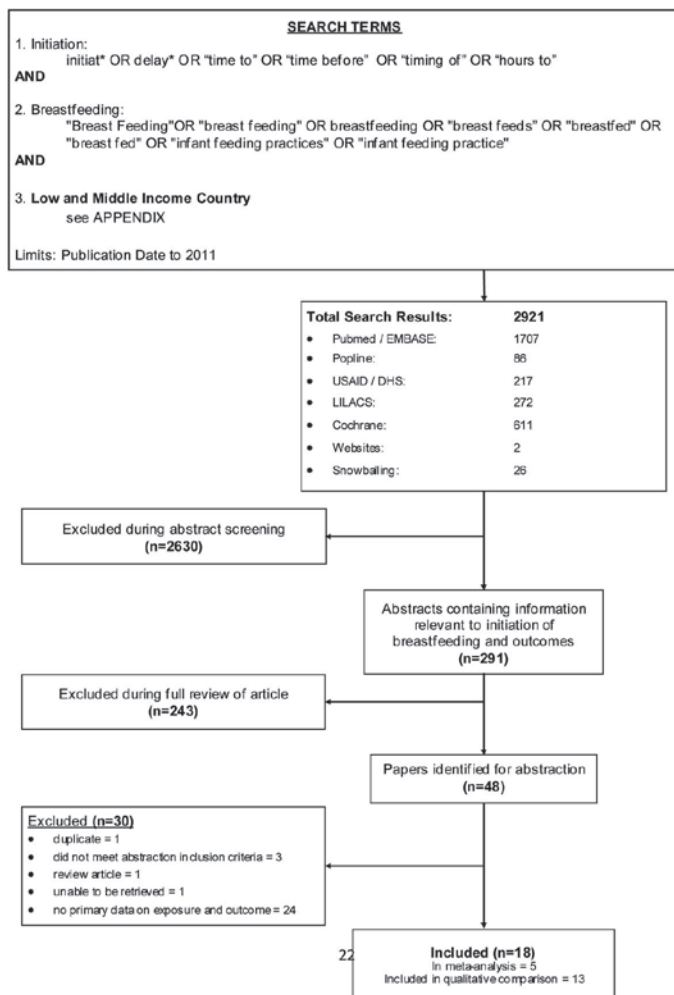 SEARCH TERMS
1. Initiation:
initiat* OR delay* OR "time to" OR "time before" OR "timing of" OR "hours to"
AND
2. Breastfeeding:
"Breast Feeding"OR "breast feeding" OR breastfeeding OR "breast feeds" OR "breastfed" OR
"breast fed" OR "infant feeding practices" OR "infant feeding practice"
AND
3. Low and Middle Income Country
see APPENDIX
Limits: Publication Date to 2011
Total Search Results: 2921
• Pubmed / EMBASE: 1707
• Popline: 86
• USAID / DHS: 217
• LILACS: 272
• Cochrane: 611
• Websites: 2
• Snowballing: 26
Excluded during abstract screening
(n=2630)
Abstracts containing information
relevant to initiation of
breastfeeding and outcomes
(n=291)
Excluded during full review of article
(n=243)
Papers identified for abstraction
(n=48)
Excluded (n=30)
• duplicate = 1
• did not meet abstraction inclusion criteria = 3
• review article = 1
• unable to be retrieved = 1
• no primary data on exposure and outcome = 24
22
Included (n=18)
In meta-analysis = 5
Included in qualitative comparison = 13